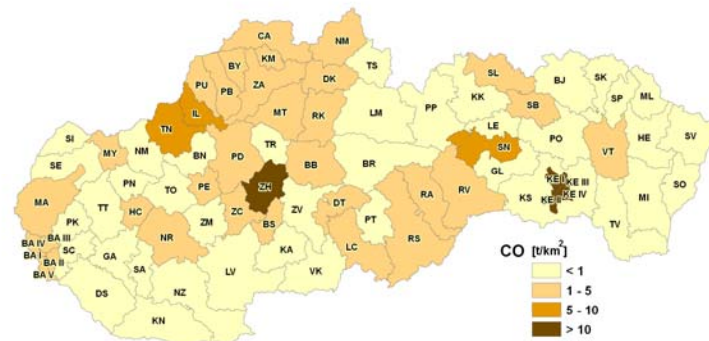 CA
NM
KM
BY
TS
PU
PB
ZA
DK
SL
BJ
SK
SP
ML
IL
MT
RK
LM
PP
KK
SB
TN
LE
PO
HE
SV
SI
MY
NM
BN
PD
TR
BB
BR
SN
VT
SE
PN
TO
PE
ZH
GL
KE I
KE III
KE IV
KE II
SO
MA
TT
HC
ZM
ZC
BS
ZV
DT
PT
RA
RV
KS
MI
PK
NR
KA
LC
RS
TV
BA IV
BA III
BA I
BA II
BA V
SC
GA
SA
LV
VK
DS
NZ
KN
CO [t/km²]
< 1
1 - 5
5 - 10
> 10